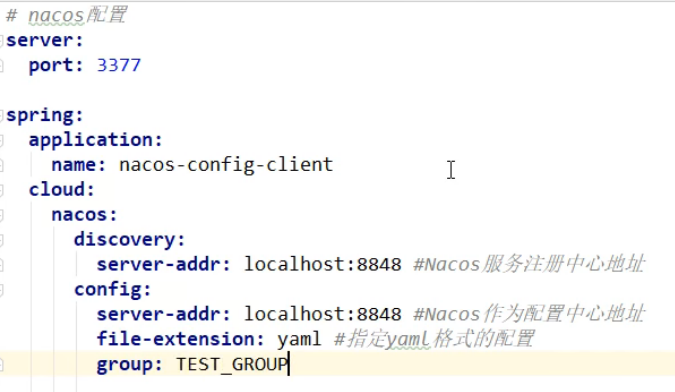 # nacos配置
server:
  port: 3377

spring:
  application:
    name: nacos-config-client
  cloud:
    nacos:
      discovery:
        server-addr: localhost:8848 #Nacos服务注册中心地址
      config:
        server-addr: localhost:8848 #Nacos作为配置中心地址
        file-extension: yaml #指定yaml格式的配置
        group: TEST_GROUP